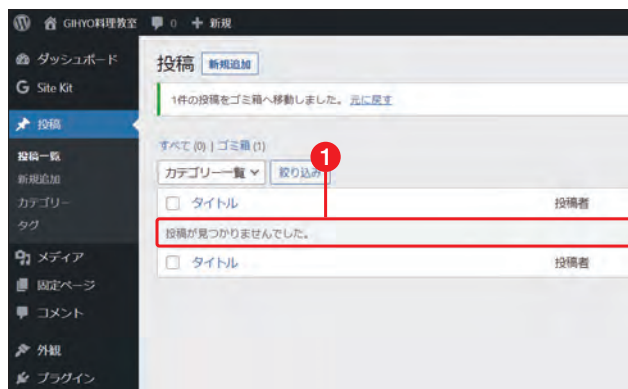 GIHYO料理教室 0 + 新規
ダッシュボード
Site Kit
投稿
投稿一覧
新規追加
カテゴリー
タグ
メディア
固定ページ
コメント
外観
プラグイン
投稿 新規追加
1件の投稿をゴミ箱へ移動しました。 元に戻す
すべて (0) | ゴミ箱 (1)
1
カテゴリー一覧 絞り込み
タイトル 投稿者
投稿が見つかりませんでした。
タイトル 投稿者